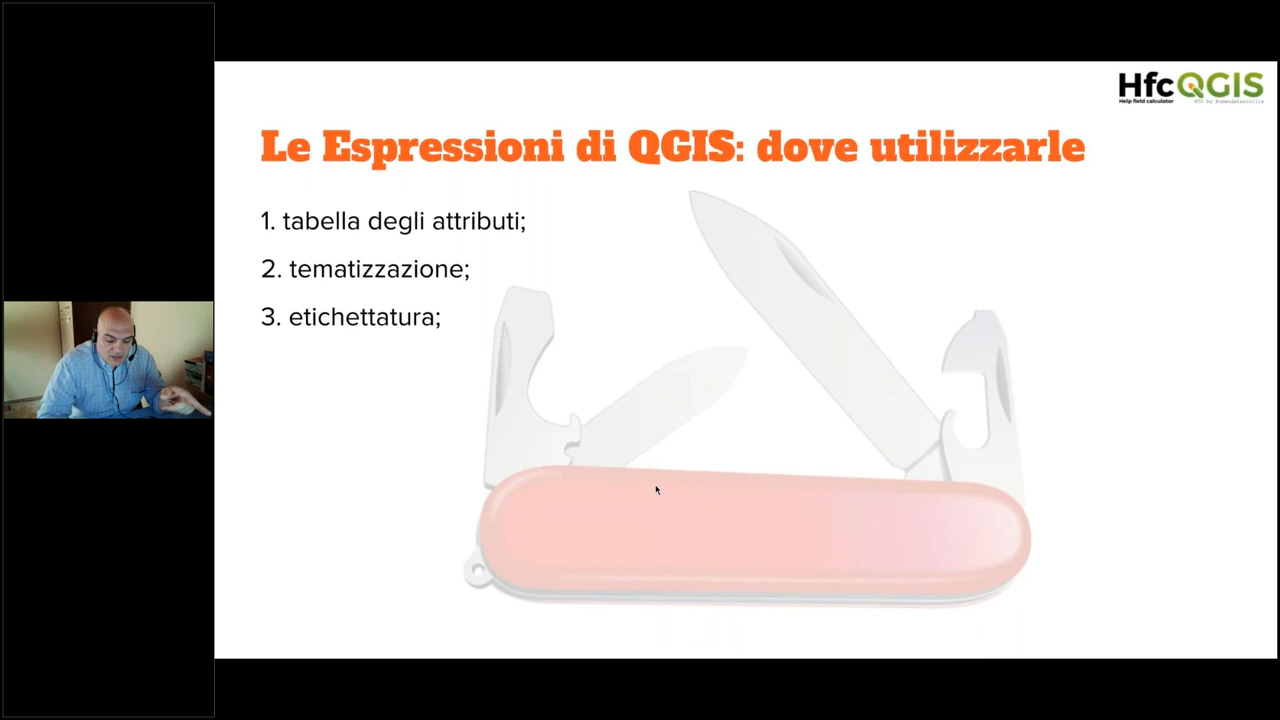 HfcQGIS
Help field calculator
Le Espressioni di QGIS: dove utilizzarle
1. tabella degli attributi;
2. tematizzazione;
3. etichettatura;